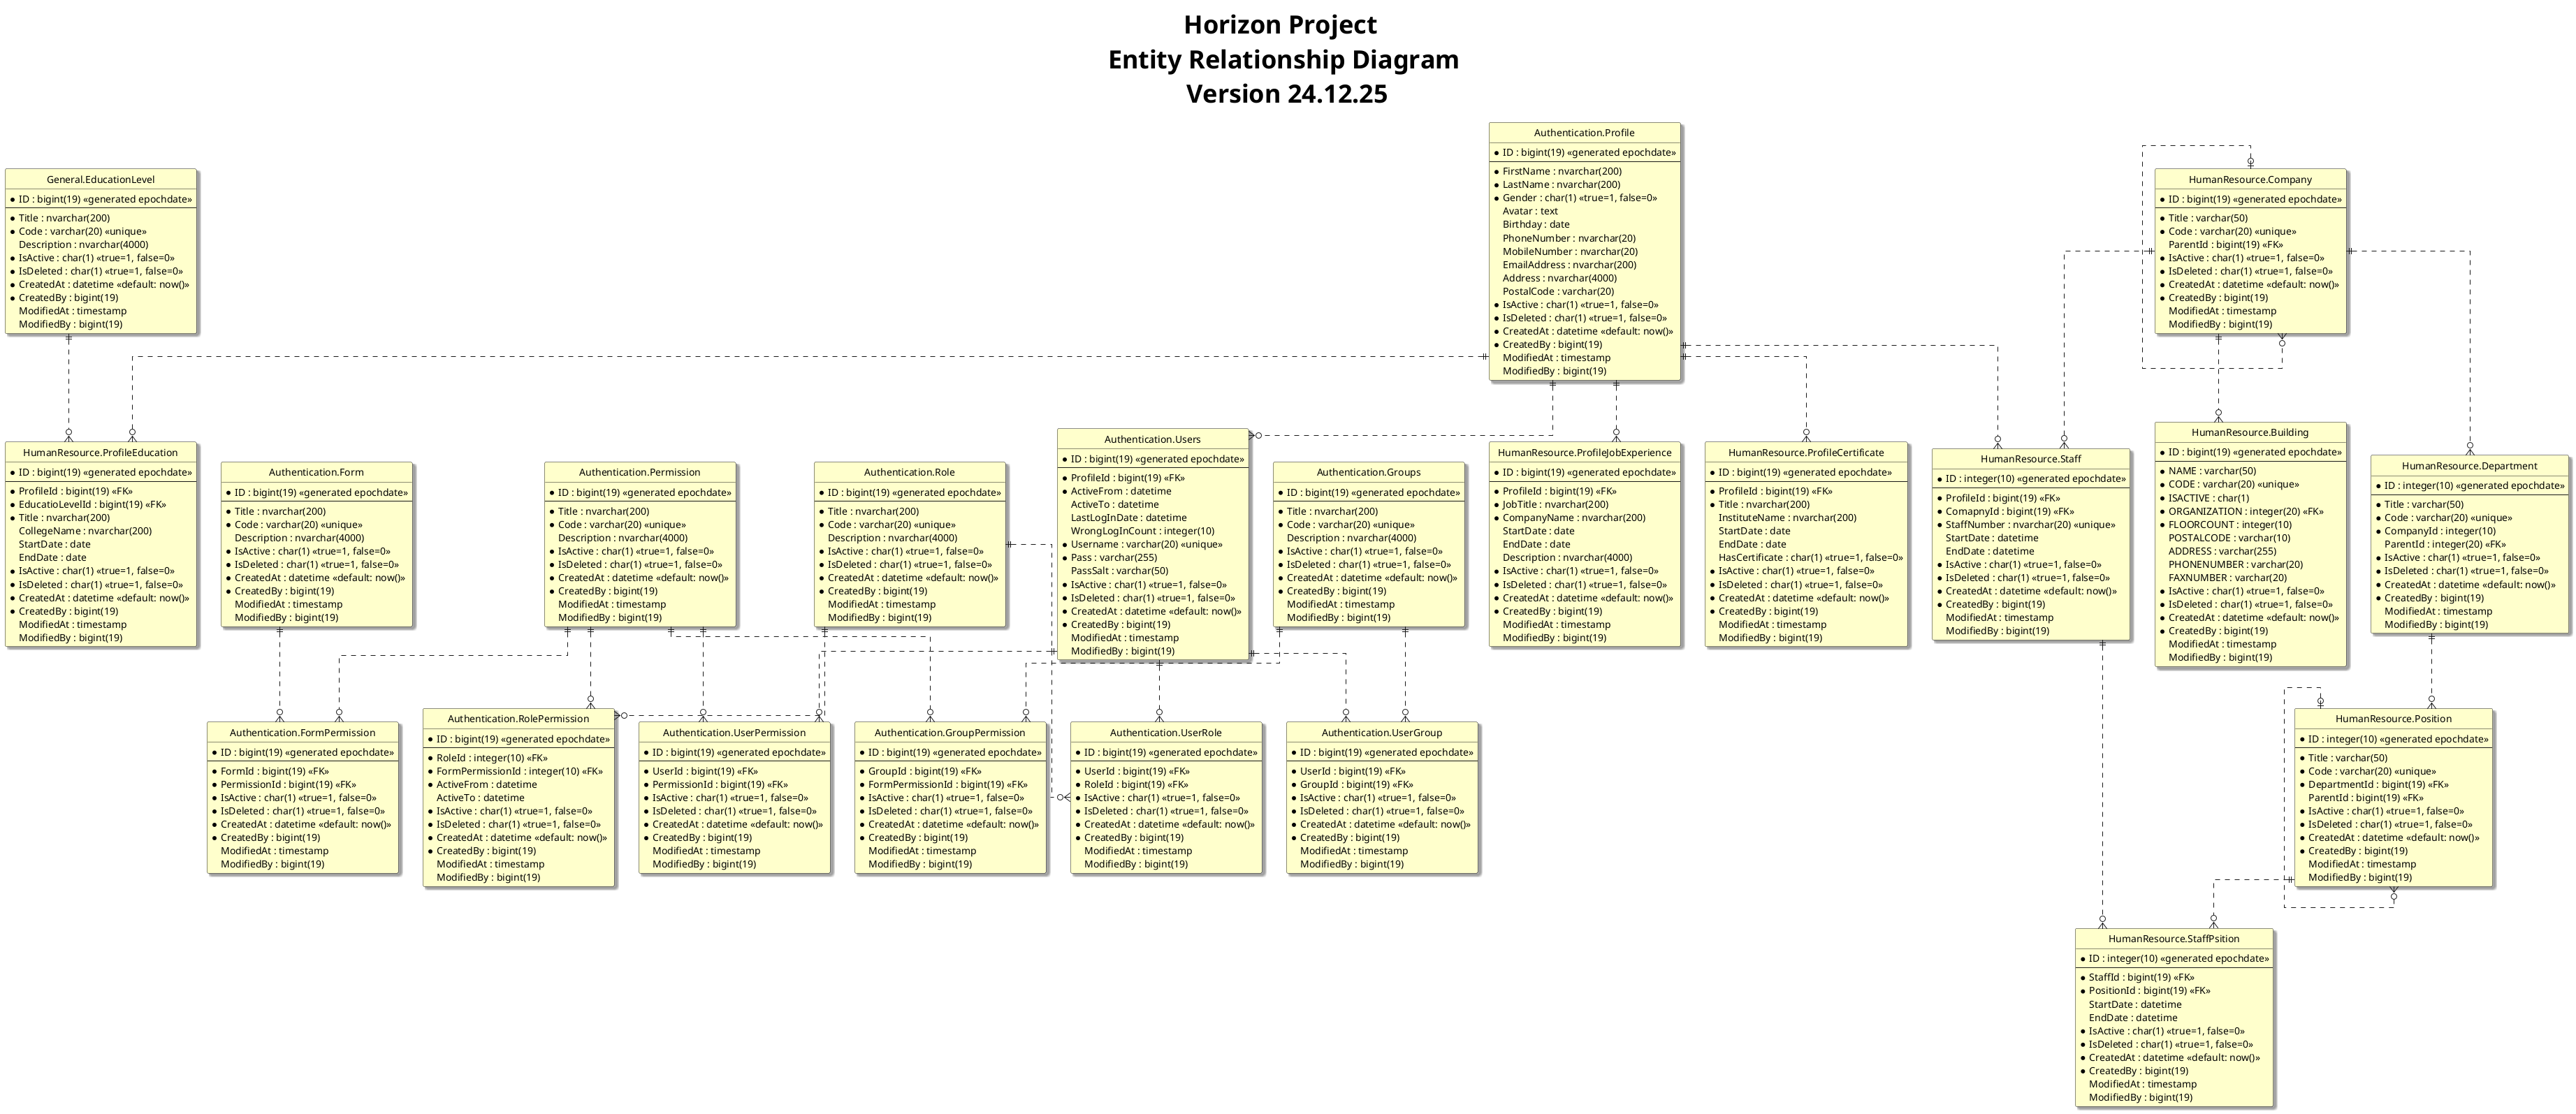 Horizon Project
Entity Relationship Diagram
Version 24.12.25
Authentication.Profile
ID : bigint(19) «generated epochdate»
FirstName : nvarchar(200)
LastName : nvarchar(200)
Gender : char(1) «true=1, false=0»
Avatar : text
Birthday : date
PhoneNumber : nvarchar(20)
MobileNumber : nvarchar(20)
EmailAddress : nvarchar(200)
Address : nvarchar(4000)
PostalCode : varchar(20)
IsActive : char(1) «true=1, false=0»
IsDeleted : char(1) «true=1, false=0»
CreatedAt : datetime «default: now()»
CreatedBy : bigint(19)
ModifiedAt : timestamp
ModifiedBy : bigint(19)
General.EducationLevel
ID : bigint(19) «generated epochdate»
Title : nvarchar(200)
Code : varchar(20) «unique»
Description : nvarchar(4000)
IsActive : char(1) «true=1, false=0»
IsDeleted : char(1) «true=1, false=0»
CreatedAt : datetime «default: now()»
CreatedBy : bigint(19)
ModifiedAt : timestamp
ModifiedBy : bigint(19)
HumanResource.Company
ID : bigint(19) «generated epochdate»
Title : varchar(50)
Code : varchar(20) «unique»
ParentId : bigint(19) «FK»
IsActive : char(1) «true=1, false=0»
IsDeleted : char(1) «true=1, false=0»
CreatedAt : datetime «default: now()»
CreatedBy : bigint(19)
ModifiedAt : timestamp
ModifiedBy : bigint(19)
HumanResource.ProfileEducation
ID : bigint(19) «generated epochdate»
ProfileId : bigint(19) «FK»
EducatioLevelId : bigint(19) «FK»
Title : nvarchar(200)
CollegeName : nvarchar(200)
StartDate : date
EndDate : date
IsActive : char(1) «true=1, false=0»
IsDeleted : char(1) «true=1, false=0»
CreatedAt : datetime «default: now()»
CreatedBy : bigint(19)
ModifiedAt : timestamp
ModifiedBy : bigint(19)
Authentication.Form
ID : bigint(19) «generated epochdate»
Title : nvarchar(200)
Code : varchar(20) «unique»
Description : nvarchar(4000)
IsActive : char(1) «true=1, false=0»
IsDeleted : char(1) «true=1, false=0»
CreatedAt : datetime «default: now()»
CreatedBy : bigint(19)
ModifiedAt : timestamp
ModifiedBy : bigint(19)
Authentication.Permission
ID : bigint(19) «generated epochdate»
Title : nvarchar(200)
Code : varchar(20) «unique»
Description : nvarchar(4000)
IsActive : char(1) «true=1, false=0»
IsDeleted : char(1) «true=1, false=0»
CreatedAt : datetime «default: now()»
CreatedBy : bigint(19)
ModifiedAt : timestamp
ModifiedBy : bigint(19)
Authentication.Role
ID : bigint(19) «generated epochdate»
Title : nvarchar(200)
Code : varchar(20) «unique»
Description : nvarchar(4000)
IsActive : char(1) «true=1, false=0»
IsDeleted : char(1) «true=1, false=0»
CreatedAt : datetime «default: now()»
CreatedBy : bigint(19)
ModifiedAt : timestamp
ModifiedBy : bigint(19)
Authentication.Users
ID : bigint(19) «generated epochdate»
ProfileId : bigint(19) «FK»
ActiveFrom : datetime
ActiveTo : datetime
LastLogInDate : datetime
WrongLogInCount : integer(10)
Username : varchar(20) «unique»
Pass : varchar(255)
PassSalt : varchar(50)
IsActive : char(1) «true=1, false=0»
IsDeleted : char(1) «true=1, false=0»
CreatedAt : datetime «default: now()»
CreatedBy : bigint(19)
ModifiedAt : timestamp
ModifiedBy : bigint(19)
Authentication.Groups
ID : bigint(19) «generated epochdate»
Title : nvarchar(200)
Code : varchar(20) «unique»
Description : nvarchar(4000)
IsActive : char(1) «true=1, false=0»
IsDeleted : char(1) «true=1, false=0»
CreatedAt : datetime «default: now()»
CreatedBy : bigint(19)
ModifiedAt : timestamp
ModifiedBy : bigint(19)
HumanResource.ProfileJobExperience
ID : bigint(19) «generated epochdate»
ProfileId : bigint(19) «FK»
JobTitle : nvarchar(200)
CompanyName : nvarchar(200)
StartDate : date
EndDate : date
Description : nvarchar(4000)
IsActive : char(1) «true=1, false=0»
IsDeleted : char(1) «true=1, false=0»
CreatedAt : datetime «default: now()»
CreatedBy : bigint(19)
ModifiedAt : timestamp
ModifiedBy : bigint(19)
HumanResource.ProfileCertificate
ID : bigint(19) «generated epochdate»
ProfileId : bigint(19) «FK»
Title : nvarchar(200)
InstituteName : nvarchar(200)
StartDate : date
EndDate : date
HasCertificate : char(1) «true=1, false=0»
IsActive : char(1) «true=1, false=0»
IsDeleted : char(1) «true=1, false=0»
CreatedAt : datetime «default: now()»
CreatedBy : bigint(19)
ModifiedAt : timestamp
ModifiedBy : bigint(19)
HumanResource.Staff
ID : integer(10) «generated epochdate»
ProfileId : bigint(19) «FK»
ComapnyId : bigint(19) «FK»
StaffNumber : nvarchar(20) «unique»
StartDate : datetime
EndDate : datetime
IsActive : char(1) «true=1, false=0»
IsDeleted : char(1) «true=1, false=0»
CreatedAt : datetime «default: now()»
CreatedBy : bigint(19)
ModifiedAt : timestamp
ModifiedBy : bigint(19)
HumanResource.Building
ID : bigint(19) «generated epochdate»
NAME : varchar(50)
CODE : varchar(20) «unique»
ISACTIVE : char(1)
ORGANIZATION : integer(20) «FK»
FLOORCOUNT : integer(10)
POSTALCODE : varchar(10)
ADDRESS : varchar(255)
PHONENUMBER : varchar(20)
FAXNUMBER : varchar(20)
IsActive : char(1) «true=1, false=0»
IsDeleted : char(1) «true=1, false=0»
CreatedAt : datetime «default: now()»
CreatedBy : bigint(19)
ModifiedAt : timestamp
ModifiedBy : bigint(19)
HumanResource.Department
ID : integer(10) «generated epochdate»
Title : varchar(50)
Code : varchar(20) «unique»
CompanyId : integer(10)
ParentId : integer(20) «FK»
IsActive : char(1) «true=1, false=0»
IsDeleted : char(1) «true=1, false=0»
CreatedAt : datetime «default: now()»
CreatedBy : bigint(19)
ModifiedAt : timestamp
ModifiedBy : bigint(19)
Authentication.FormPermission
ID : bigint(19) «generated epochdate»
FormId : bigint(19) «FK»
PermissionId : bigint(19) «FK»
IsActive : char(1) «true=1, false=0»
IsDeleted : char(1) «true=1, false=0»
CreatedAt : datetime «default: now()»
CreatedBy : bigint(19)
ModifiedAt : timestamp
ModifiedBy : bigint(19)
Authentication.RolePermission
ID : bigint(19) «generated epochdate»
RoleId : integer(10) «FK»
FormPermissionId : integer(10) «FK»
ActiveFrom : datetime
ActiveTo : datetime
IsActive : char(1) «true=1, false=0»
IsDeleted : char(1) «true=1, false=0»
CreatedAt : datetime «default: now()»
CreatedBy : bigint(19)
ModifiedAt : timestamp
ModifiedBy : bigint(19)
Authentication.UserPermission
ID : bigint(19) «generated epochdate»
UserId : bigint(19) «FK»
PermissionId : bigint(19) «FK»
IsActive : char(1) «true=1, false=0»
IsDeleted : char(1) «true=1, false=0»
CreatedAt : datetime «default: now()»
CreatedBy : bigint(19)
ModifiedAt : timestamp
ModifiedBy : bigint(19)
Authentication.GroupPermission
ID : bigint(19) «generated epochdate»
GroupId : bigint(19) «FK»
FormPermissionId : bigint(19) «FK»
IsActive : char(1) «true=1, false=0»
IsDeleted : char(1) «true=1, false=0»
CreatedAt : datetime «default: now()»
CreatedBy : bigint(19)
ModifiedAt : timestamp
ModifiedBy : bigint(19)
Authentication.UserRole
ID : bigint(19) «generated epochdate»
UserId : bigint(19) «FK»
RoleId : bigint(19) «FK»
IsActive : char(1) «true=1, false=0»
IsDeleted : char(1) «true=1, false=0»
CreatedAt : datetime «default: now()»
CreatedBy : bigint(19)
ModifiedAt : timestamp
ModifiedBy : bigint(19)
Authentication.UserGroup
ID : bigint(19) «generated epochdate»
UserId : bigint(19) «FK»
GroupId : bigint(19) «FK»
IsActive : char(1) «true=1, false=0»
IsDeleted : char(1) «true=1, false=0»
CreatedAt : datetime «default: now()»
CreatedBy : bigint(19)
ModifiedAt : timestamp
ModifiedBy : bigint(19)
HumanResource.Position
ID : integer(10) «generated epochdate»
Title : varchar(50)
Code : varchar(20) «unique»
DepartmentId : bigint(19) «FK»
ParentId : bigint(19) «FK»
IsActive : char(1) «true=1, false=0»
IsDeleted : char(1) «true=1, false=0»
CreatedAt : datetime «default: now()»
CreatedBy : bigint(19)
ModifiedAt : timestamp
ModifiedBy : bigint(19)
HumanResource.StaffPsition
ID : integer(10) «generated epochdate»
StaffId : bigint(19) «FK»
PositionId : bigint(19) «FK»
StartDate : datetime
EndDate : datetime
IsActive : char(1) «true=1, false=0»
IsDeleted : char(1) «true=1, false=0»
CreatedAt : datetime «default: now()»
CreatedBy : bigint(19)
ModifiedAt : timestamp
ModifiedBy : bigint(19)